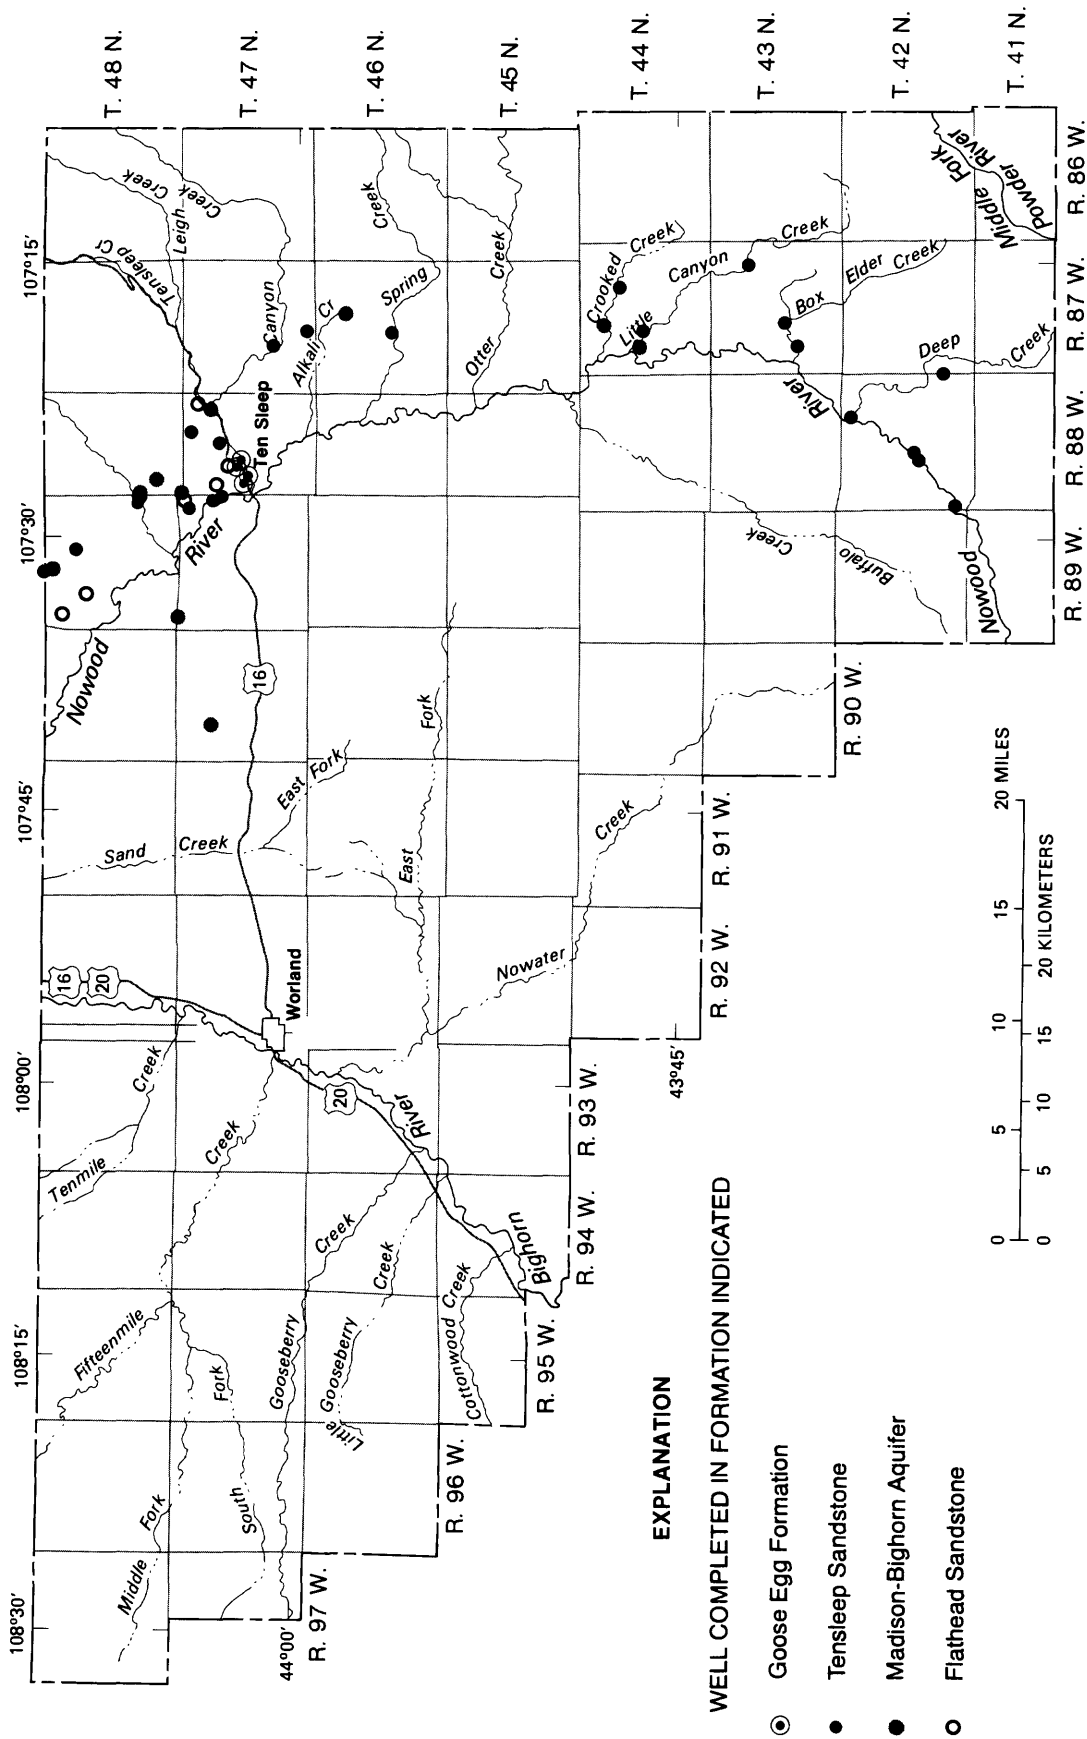 T. 48 N.
T. 47 N.
T. 46 N.
T. 45 N.
T. 44 N.
T. 43 N.
T. 42 N.
T. 41 N.
R. 86 W.
R. 87 W.
R. 88 W.
R. 89 W.
R. 90 W.
R. 91 W.
R. 92 W.
R. 93 W.
R. 94 W.
R. 95 W.
R. 96 W.
R. 97 W.
107°15'
107°30'
107°45'
108°00'
108°15'
108°30'
44°00'
43°45'
Tensleep Cr
Leigh Creek
Creek
Canyon
Alkali Cr
Spring Creek
Otter Creek
Crooked Creek
Little Canyon Creek
Box Elder Creek
Deep Creek
Middle Fork
Powder River
Ten Sleep
Nowood River
Nowood River
Buffalo Creek
16
East Fork
East Fork
Sand Creek
Nowater Creek
16
20
Worland
20
Bighorn River
Tenmile Creek
Fifteenmile Creek
Middle Fork
South Fork
Gooseberry Creek
Little Gooseberry Creek
Cottonwood Creek
EXPLANATION
WELL COMPLETED IN FORMATION INDICATED
Goose Egg Formation
Tensleep Sandstone
Madison-Bighorn Aquifer
Flathead Sandstone
0 5 10 15 20 MILES
0 5 10 15 20 KILOMETERS